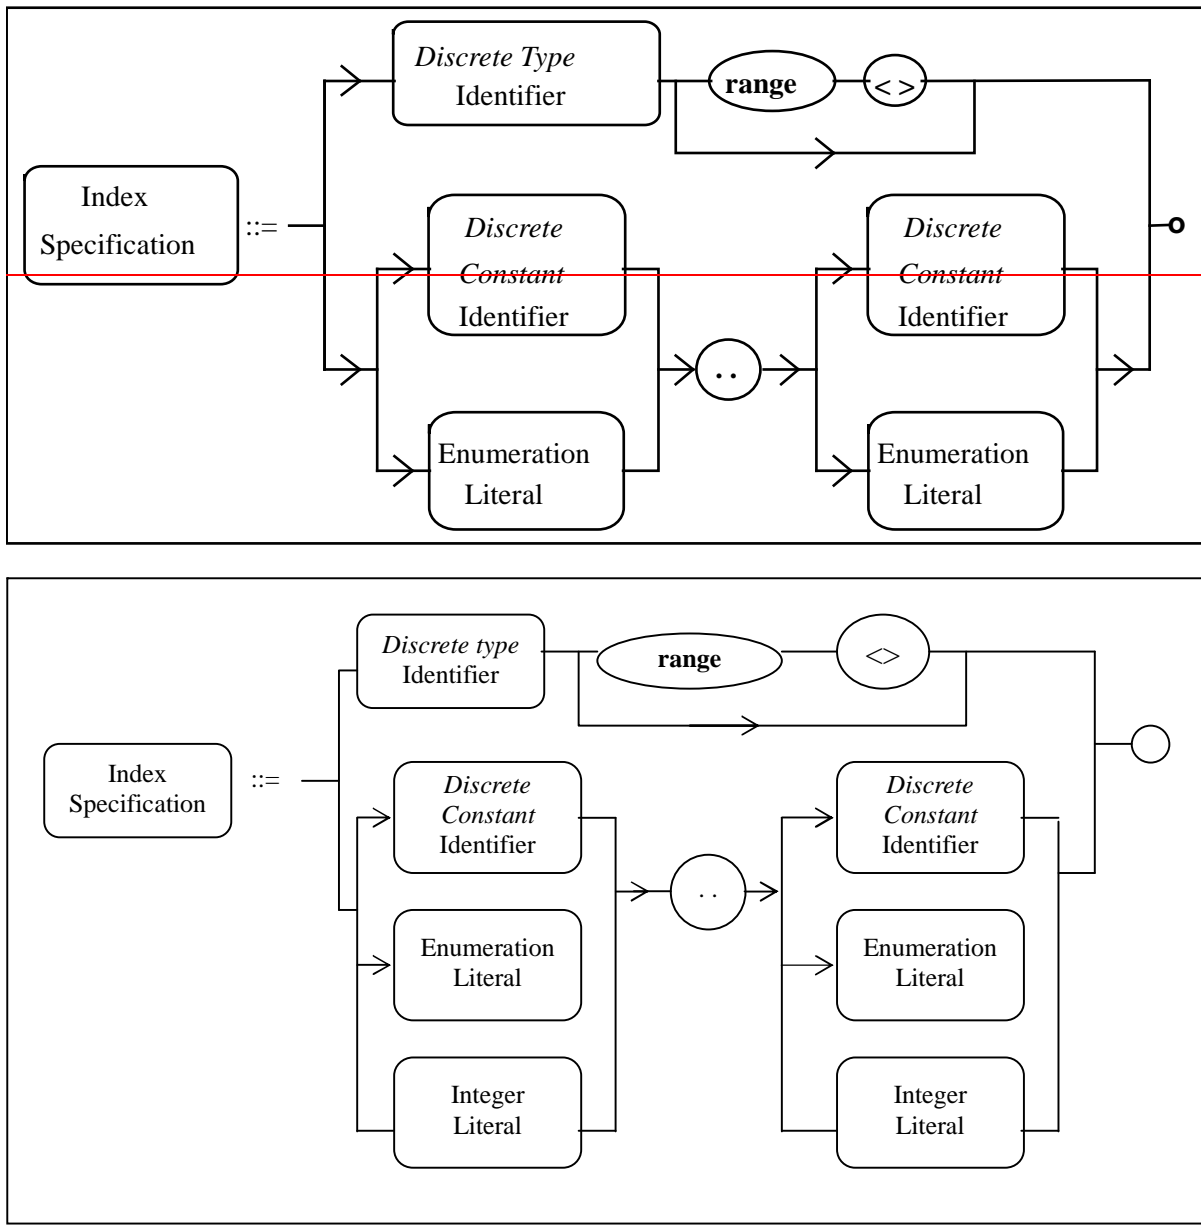 Discrete Type
Identifier
range
< >
Index
Specification
::=
Discrete
Constant
Identifier
. .
Discrete
Constant
Identifier
Enumeration
Literal
Enumeration
Literal
Discrete type
Identifier
range
<>
Index
Specification
::=
Discrete
Constant
Identifier
. .
Discrete
Constant
Identifier
Enumeration
Literal
Enumeration
Literal
Integer
Literal
Integer
Literal